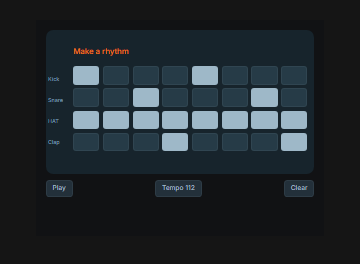 Make a rhythm
Kick
Snare
HAT
Clap
Play
Tempo 112
Clear